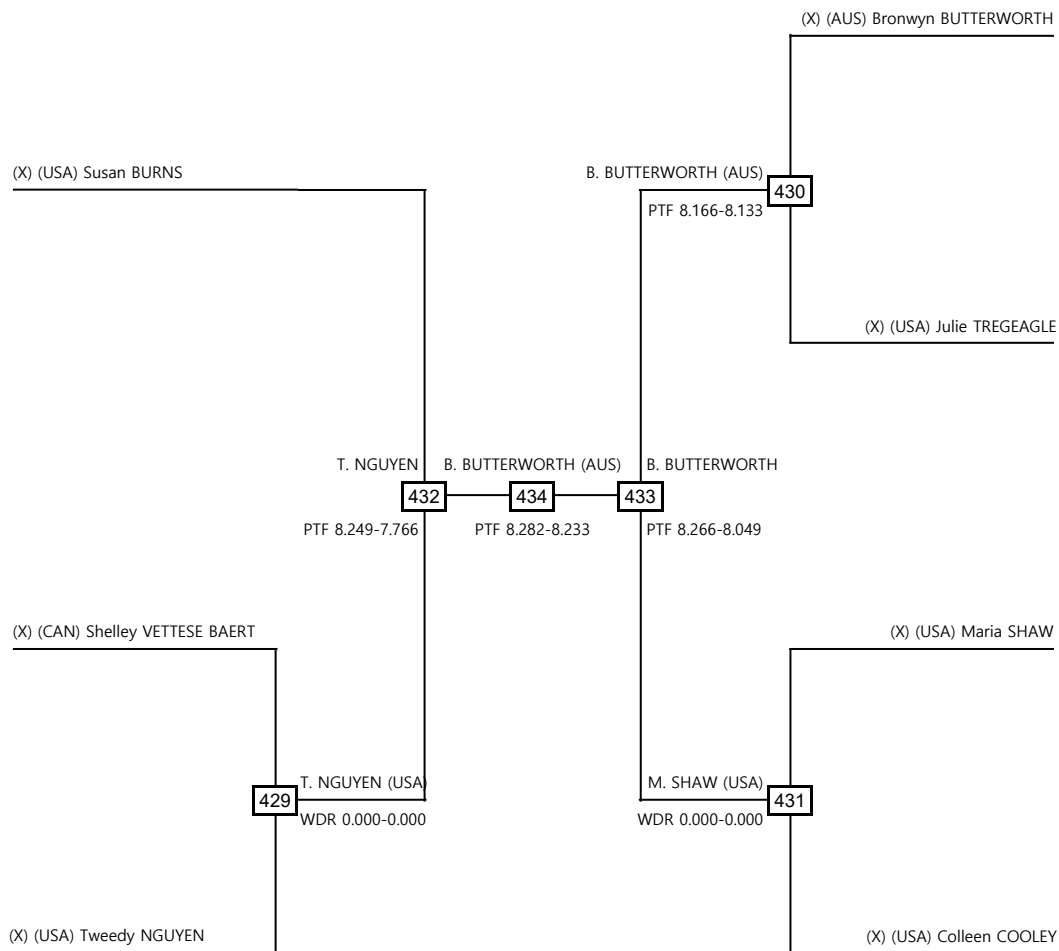 (X) (AUS) Bronwyn BUTTERWORTH
(X) (USA) Susan BURNS
B. BUTTERWORTH (AUS)
430
PTF 8.166-8.133
(X) (USA) Julie TREGEAGLE
T. NGUYEN
B. BUTTERWORTH (AUS)
B. BUTTERWORTH
432
434
433
PTF 8.249-7.766
PTF 8.282-8.233
PTF 8.266-8.049
(X) (CAN) Shelley VETTESE BAERT
(X) (USA) Maria SHAW
T. NGUYEN (USA)
M. SHAW (USA)
429
431
WDR 0.000-0.000
WDR 0.000-0.000
(X) (USA) Tweedy NGUYEN
(X) (USA) Colleen COOLEY